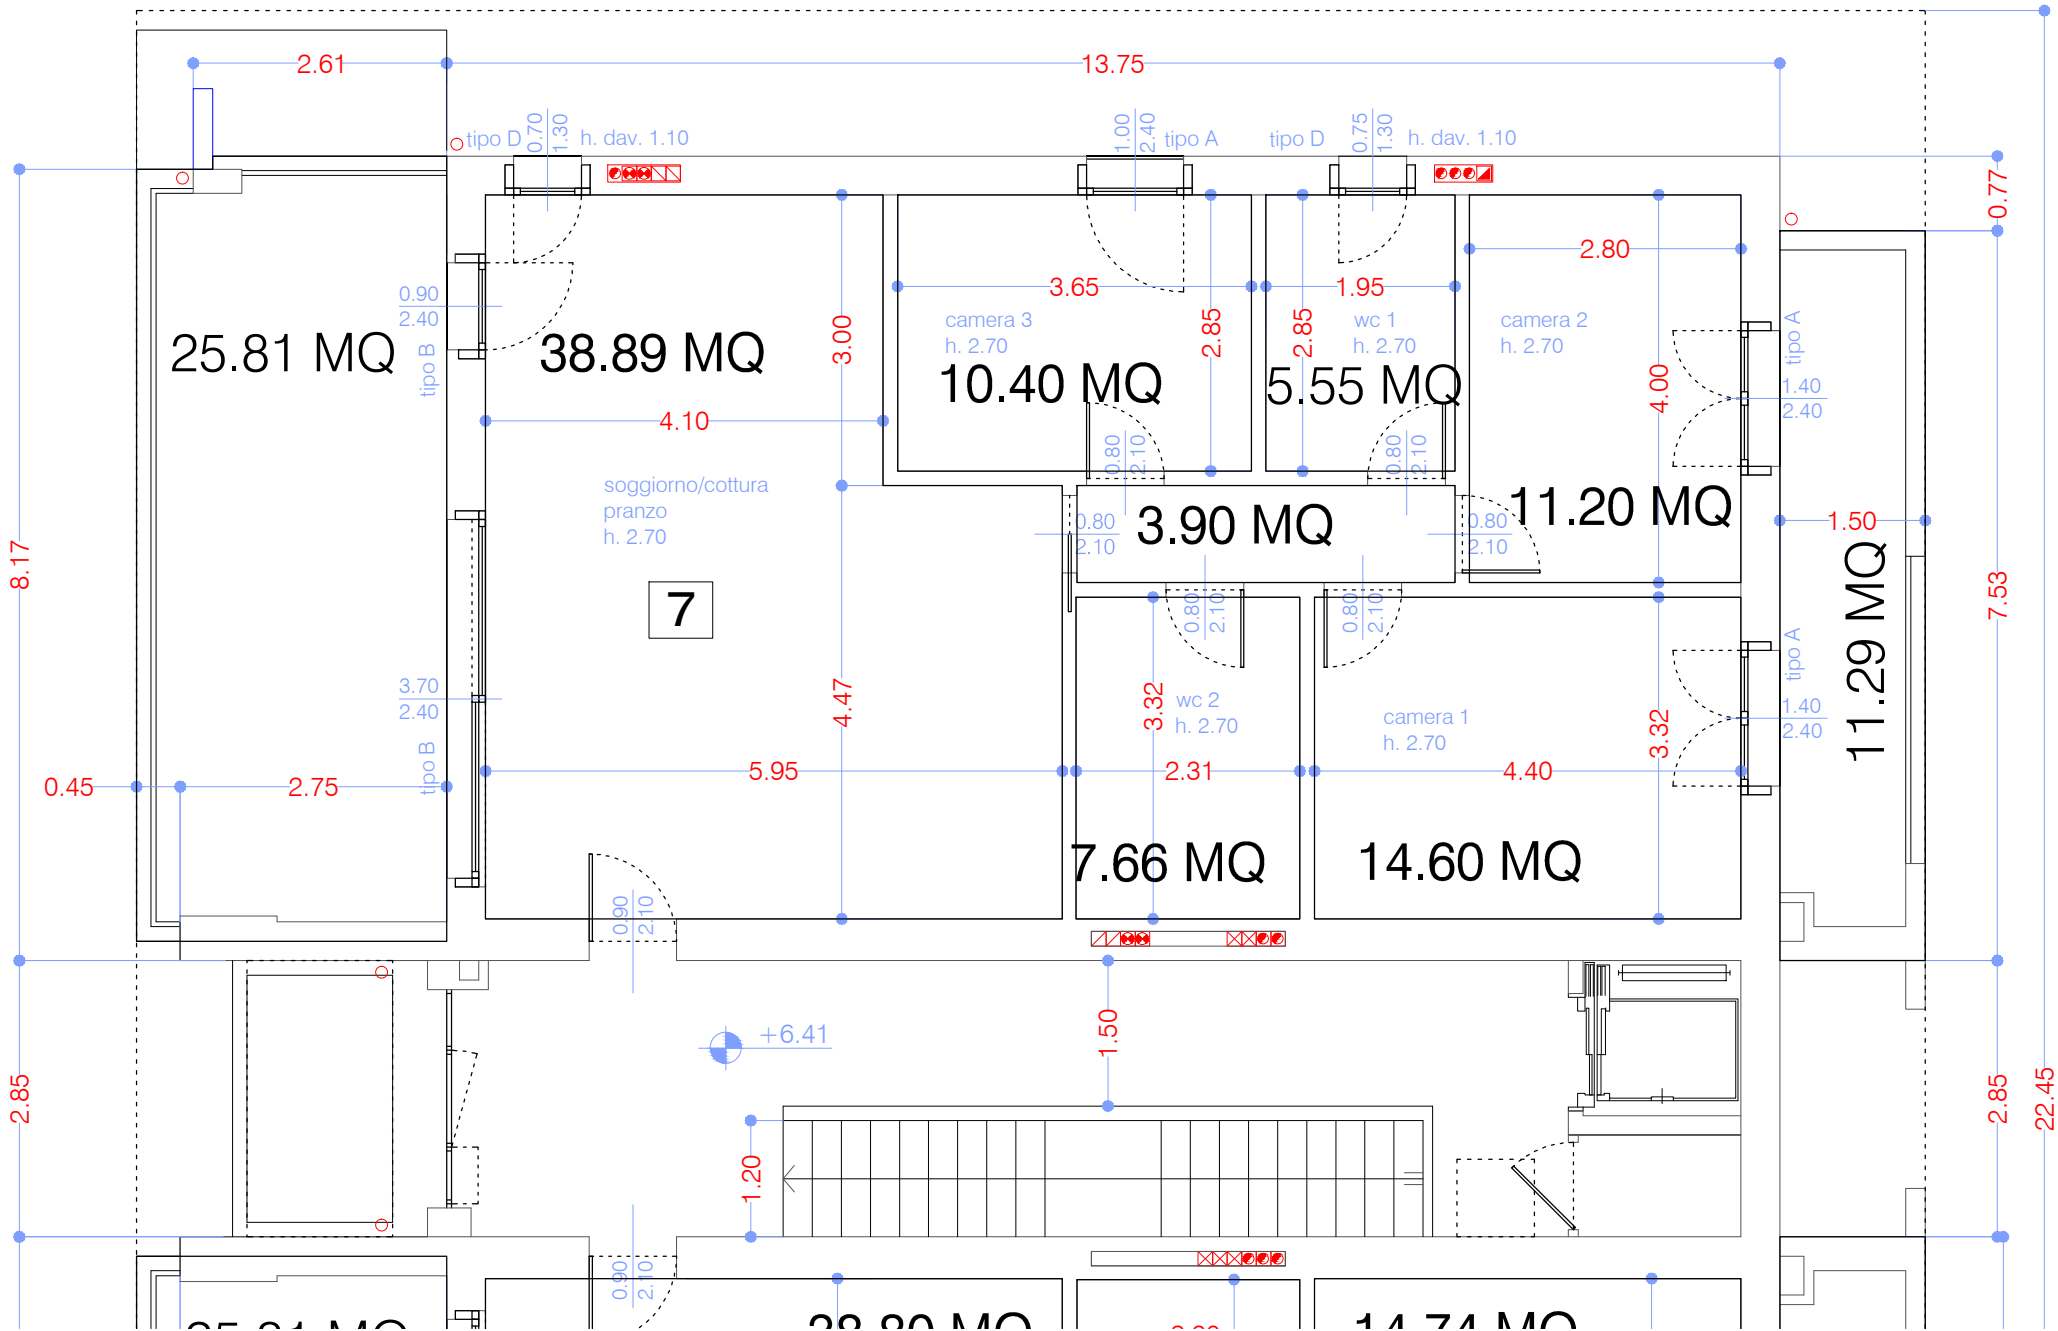 2.61
13.75
tipo D
0.70
1.30
h. dav. 1.10
1.00
2.40
tipo A
tipo D
0.75
1.30
h. dav. 1.10
0.77
2.80
3.65
1.95
0.90
2.40
tipo B
25.81 MQ
38.89 MQ
3.00
camera 3
h. 2.70
2.85
10.40 MQ
2.85
wc 1
h. 2.70
5.55 MQ
camera 2
h. 2.70
4.00
tipo A
1.40
2.40
4.10
0.80
2.10
0.80
2.10
soggiorno/cottura
pranzo
h. 2.70
0.80
2.10
3.90 MQ
0.80
2.10
11.20 MQ
1.50
8.17
7
0.80
2.10
0.80
2.10
7.53
11.29 MQ
tipo A
1.40
2.40
3.70
2.40
tipo B
4.47
3.32
wc 2
h. 2.70
camera 1
h. 2.70
3.32
0.45
2.75
5.95
2.31
4.40
7.66 MQ
14.60 MQ
0.90
2.10
+6.41
1.50
2.85
2.85
22.45
1.20
0.90
2.10
14.74 MQ